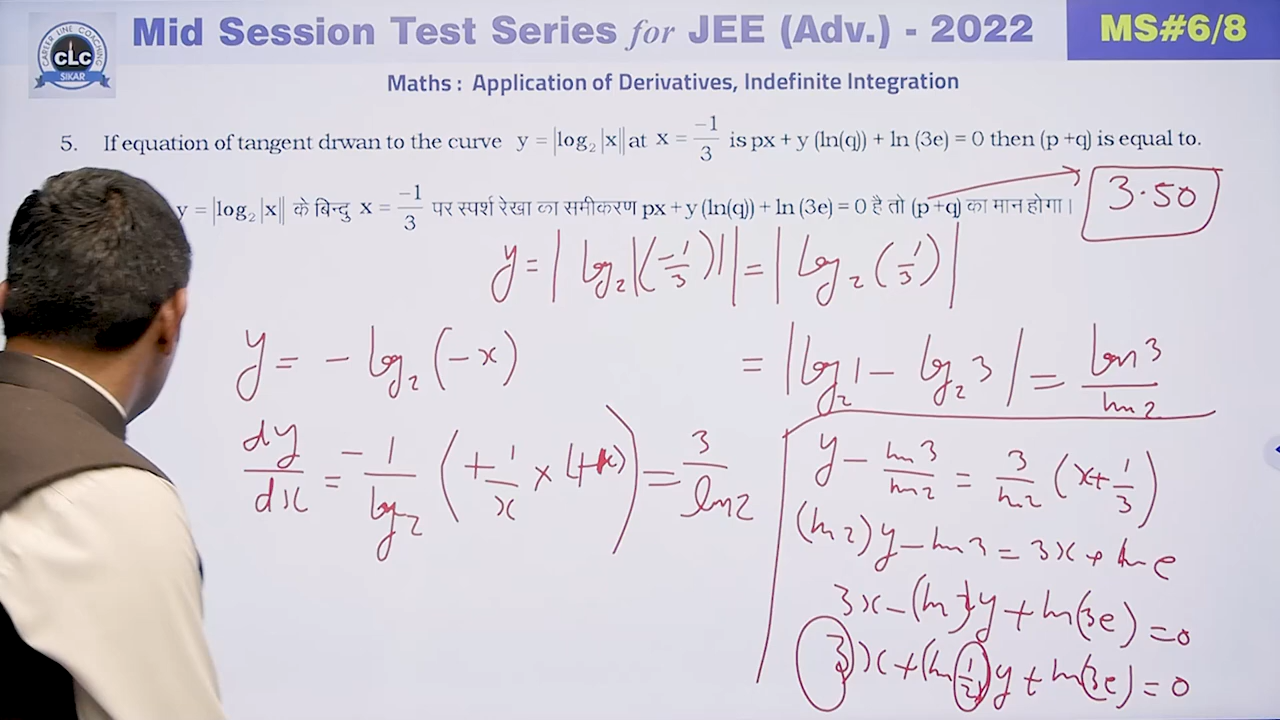 Mid Session Test Series for JEE (Adv.) - 2022
MS#6/8
CAREER LINE COACHING
CLC
SIKAR
Maths : Application of Derivatives, Indefinite Integration
5. If equation of tangent drwan to the curve y = |log₂|x|| at x = -1/3 is px + y (ln(q)) + ln (3e) = 0 then (p +q) is equal to.
y = |log₂|x|| के बिन्दु x = -1/3 पर स्पर्श रेखा का समीकरण px + y (ln(q)) + ln (3e) = 0 है तो (p +q) का मान होगा।
3.50
y = | log₂|(-1/3)| | = | log₂ (1/3) |
y = - log₂ (-x)
= | log₂1 - log₂3 | = ln3/ln2
dy/dx = -1/log2 (+1/x × (+1)) = 3/ln2
y - ln3/ln2 = 3/ln2 (x + 1/3)
(ln2)y - ln3 = 3x + ln e
3x - (ln2)y + ln(3e) = 0
3x + (ln 1/2)y + ln(3e) = 0